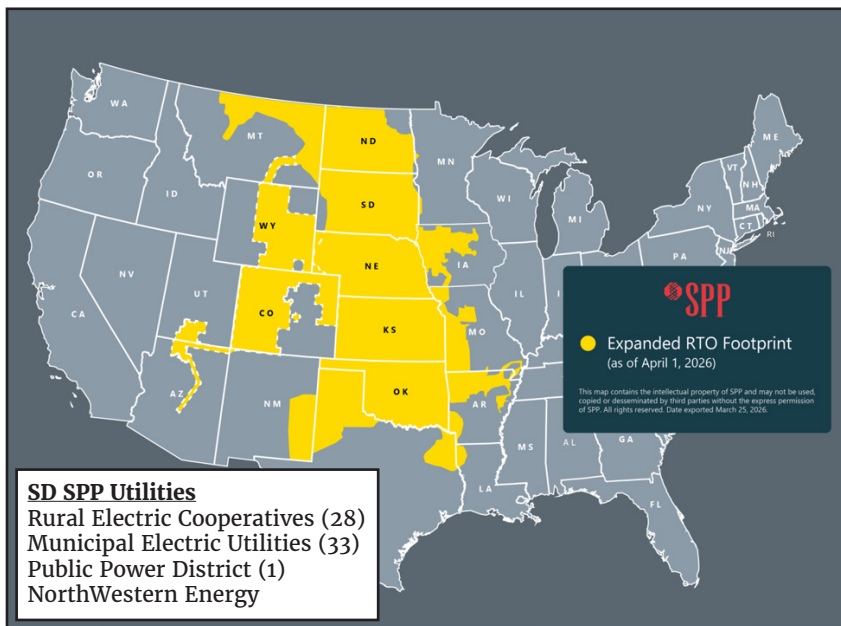 WA
MT
ND
MN
ME
OR
ID
VT
NH
WI
SD
MI
NY
MA
WY
CT
RI
PA
NJ
NE
IA
NV
UT
IL
I
CO
CA
KS
MO
SPP
Expanded RTO Footprint
(as of April 1, 2026)
This map contains the intellectual property of SPP and may not be used,
copied or desseminated by third parties without the express permission
of SPP. All rights reserved. Date exported March 25, 2026.
AZ
NM
OK
AR
MS
AL
GA
LA
FL
SD SPP Utilities
Rural Electric Cooperatives (28)
Municipal Electric Utilities (33)
Public Power District (1)
NorthWestern Energy